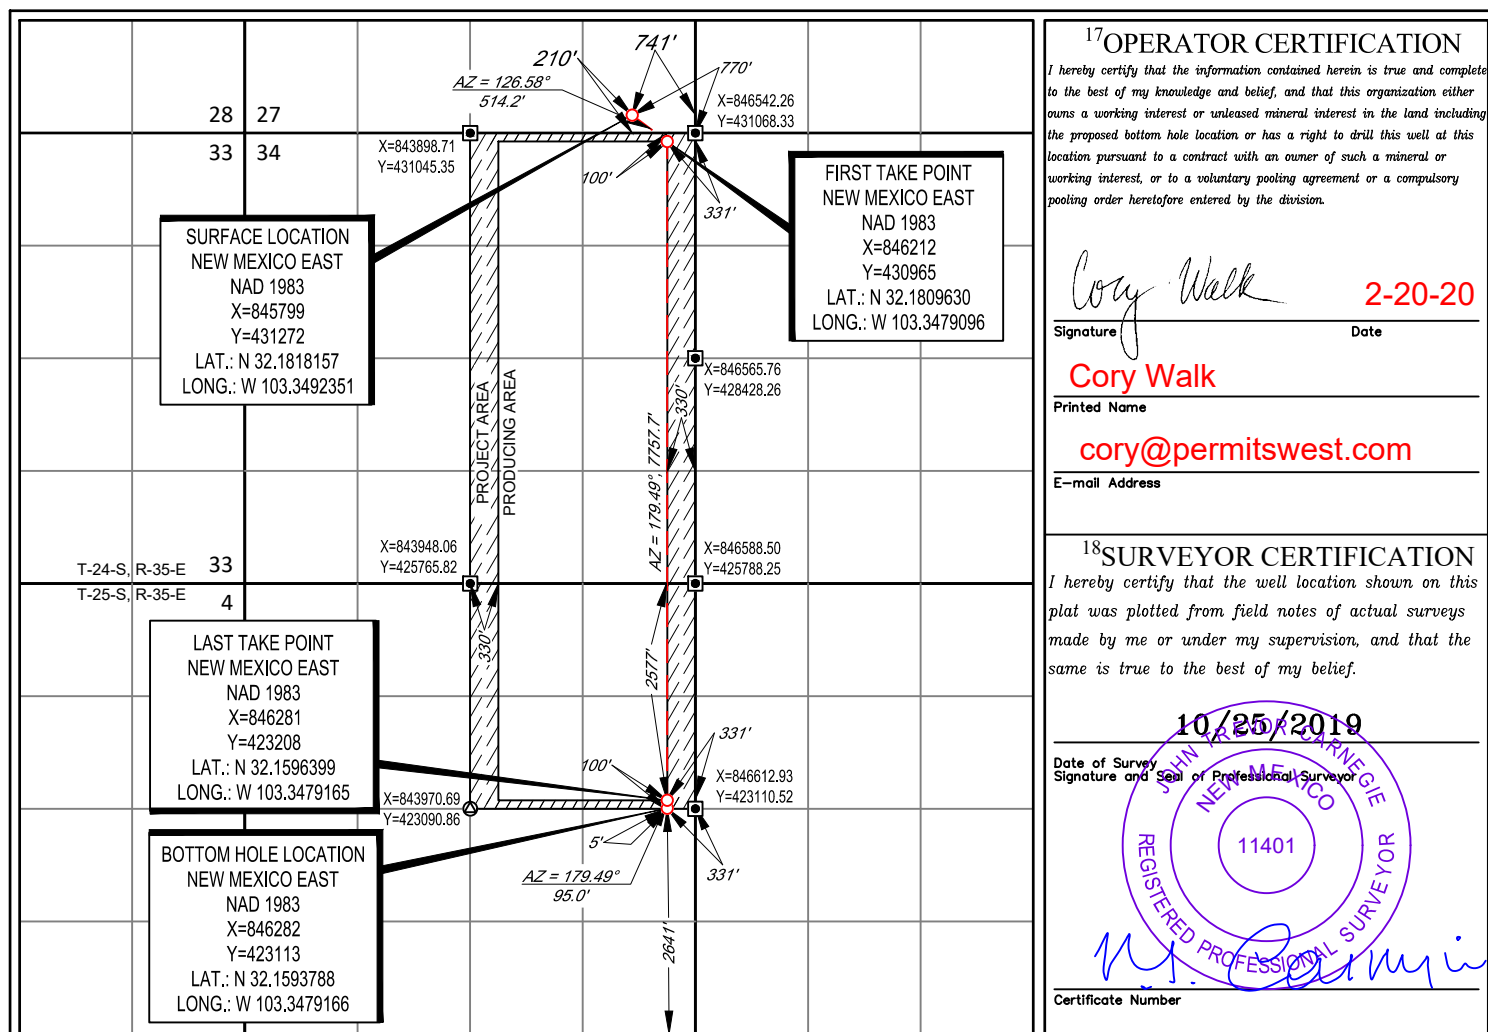 210'
741'
770'
AZ = 126.58°
514.2'
X=846542.26
Y=431068.33
28 27
33 34
X=843898.71
Y=431045.35
100'
331'
SURFACE LOCATION
NEW MEXICO EAST
NAD 1983
X=845799
Y=431272
LAT.: N 32.1818157
LONG.: W 103.3492351
FIRST TAKE POINT
NEW MEXICO EAST
NAD 1983
X=846212
Y=430965
LAT.: N 32.1809630
LONG.: W 103.3479096
PROJECT AREA
PRODUCING AREA
X=846565.76
Y=428428.26
330'
AZ = 179.49°, 7757.7'
X=843948.06
Y=425765.82
X=846588.50
Y=425788.25
T-24-S, R-35-E 33
T-25-S, R-35-E 4
330'
2577'
LAST TAKE POINT
NEW MEXICO EAST
NAD 1983
X=846281
Y=423208
LAT.: N 32.1596399
LONG.: W 103.3479165
100'
331'
X=846612.93
Y=423110.52
X=843970.69
Y=423090.86
5'
AZ = 179.49°
95.0'
331'
2641'
BOTTOM HOLE LOCATION
NEW MEXICO EAST
NAD 1983
X=846282
Y=423113
LAT.: N 32.1593788
LONG.: W 103.3479166
17 OPERATOR CERTIFICATION
I hereby certify that the information contained herein is true and complete
to the best of my knowledge and belief, and that this organization either
owns a working interest or unleased mineral interest in the land including
the proposed bottom hole location or has a right to drill this well at this
location pursuant to a contract with an owner of such a mineral or
working interest, or to a voluntary pooling agreement or a compulsory
pooling order heretofore entered by the division.
Cory Walk 2-20-20
Signature Date
Cory Walk
Printed Name
cory@permitswest.com
E-mail Address
18 SURVEYOR CERTIFICATION
I hereby certify that the well location shown on this
plat was plotted from field notes of actual surveys
made by me or under my supervision, and that the
same is true to the best of my belief.
10/25/2019
Date of Survey
Signature and Seal of Professional Surveyor
JOHN TREVOR CARNEGIE
NEW MEXICO
11401
REGISTERED PROFESSIONAL SURVEYOR
Certificate Number